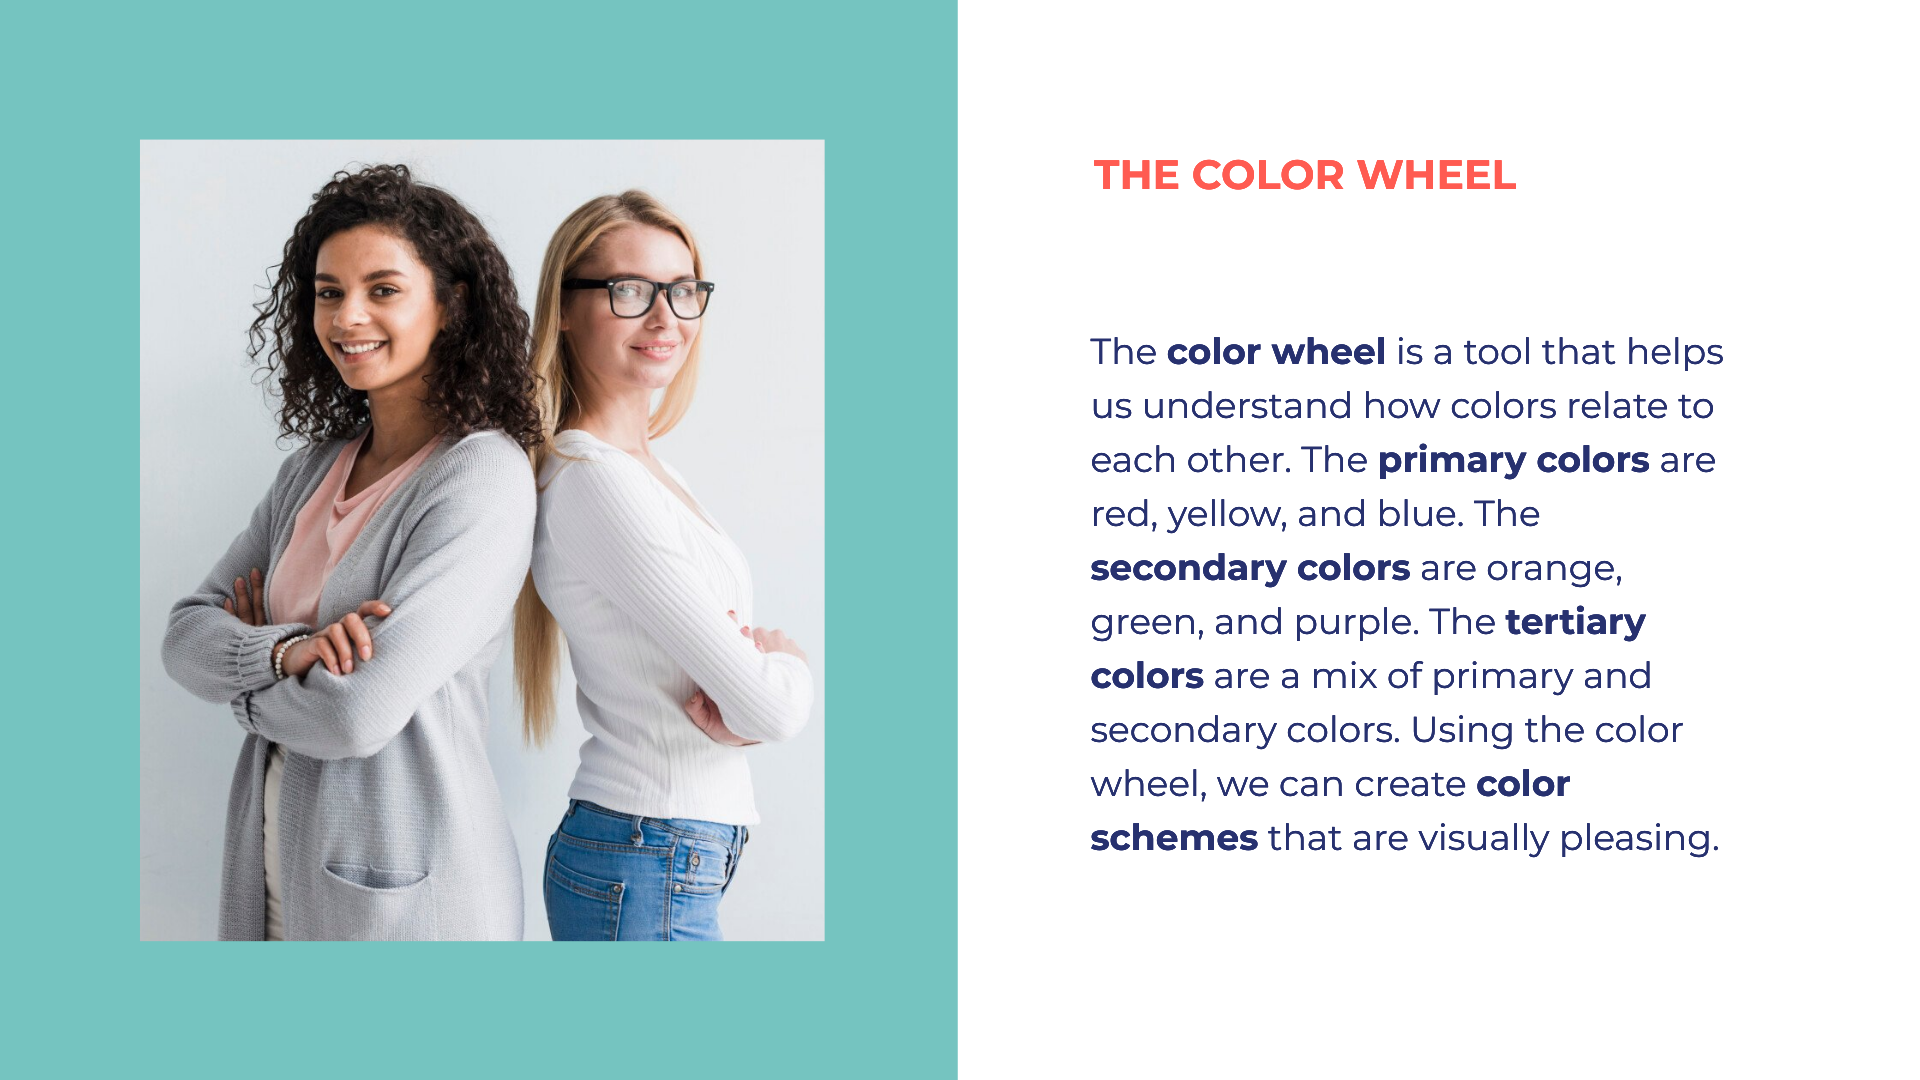 THE COLOR WHEEL
The color wheel is a tool that helps
us understand how colors relate to
each other. The primary colors are
red, yellow, and blue. The
secondary colors are orange,
green, and purple. The tertiary
colors are a mix of primary and
secondary colors. Using the color
wheel, we can create color
schemes that are visually pleasing.